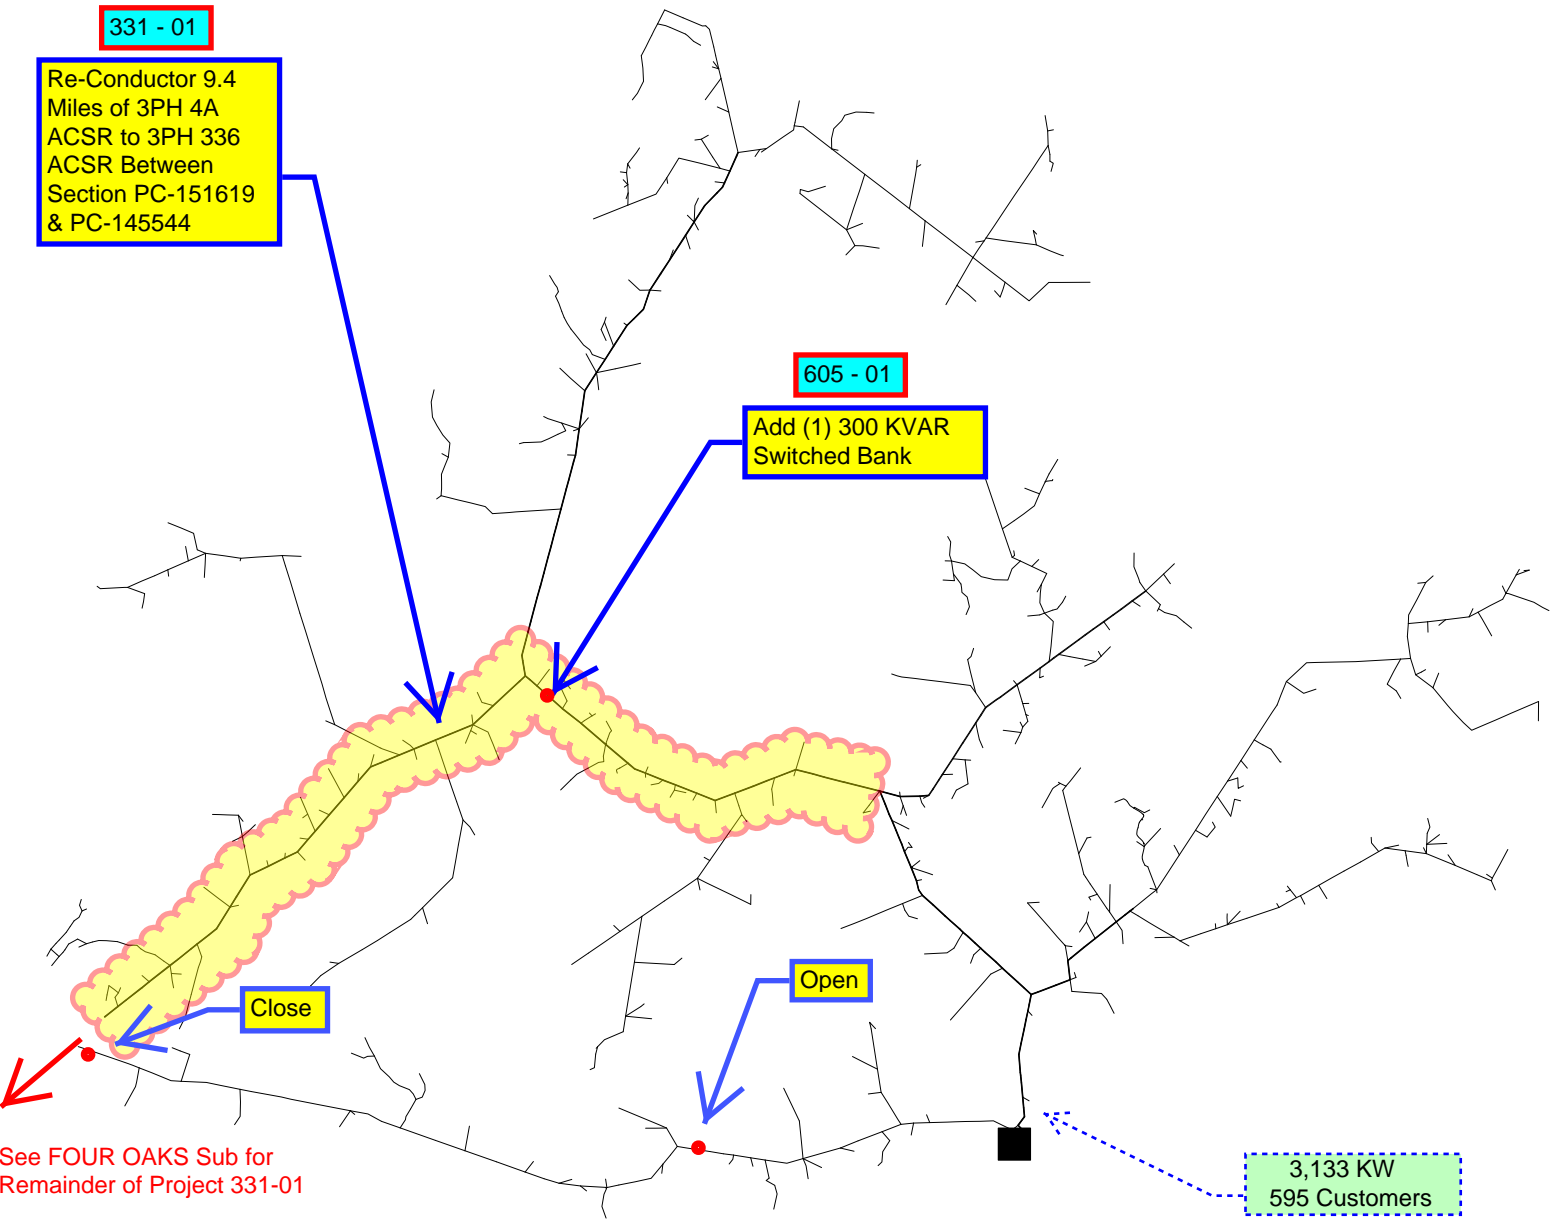 331 - 01
Re-Conductor 9.4
Miles of 3PH 4A
ACSR to 3PH 336
ACSR Between
Section PC-151619
& PC-145544
605 - 01
Add (1) 300 KVAR
Switched Bank
Open
Close
See FOUR OAKS Sub for
Remainder of Project 331-01
3,133 KW
595 Customers